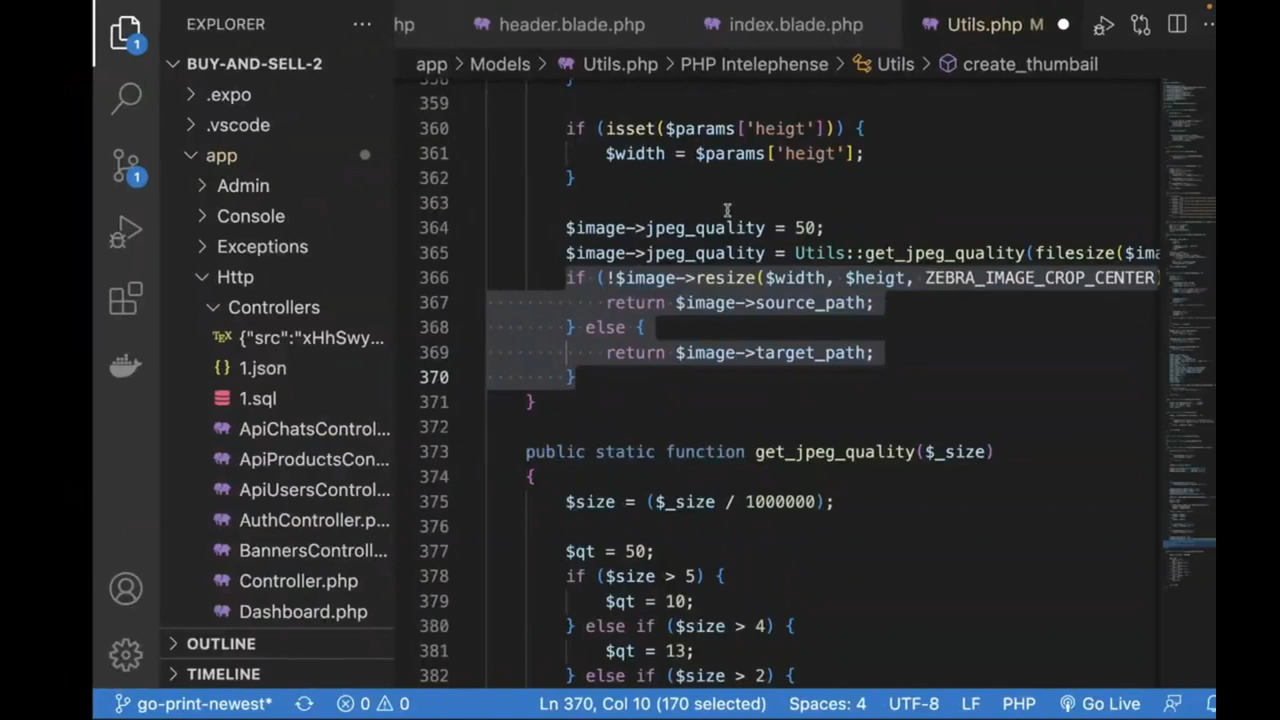 EXPLORER
hp
header.blade.php
index.blade.php
Utils.php M
1
BUY-AND-SELL-2
app > Models > Utils.php > PHP Intelephense > Utils > create_thumbail
.expo
.vscode
app
Admin
Console
Exceptions
Http
Controllers
{"src":"xHhSwy...
1.json
1.sql
ApiChatsControl...
ApiProductsCon...
ApiUsersControl...
AuthController.p...
BannersControll...
Controller.php
Dashboard.php
OUTLINE
TIMELINE
1
358 }
359
360 if (isset($params['heigt'])) {
361 $width = $params['heigt'];
362 }
363
364 $image->jpeg_quality = 50;
365 $image->jpeg_quality = Utils::get_jpeg_quality(filesize($ima
366 if (!$image->resize($width, $heigt, ZEBRA_IMAGE_CROP_CENTER)
367 return $image->source_path;
368 } else {
369 return $image->target_path;
370 }
371 }
372
373 public static function get_jpeg_quality($_size)
374 {
375 $size = ($_size / 1000000);
376
377 $qt = 50;
378 if ($size > 5) {
379 $qt = 10;
380 } else if ($size > 4) {
381 $qt = 13;
382 } else if ($size > 2) {
go-print-newest* 0 0 Ln 370, Col 10 (170 selected) Spaces: 4 UTF-8 LF PHP Go Live